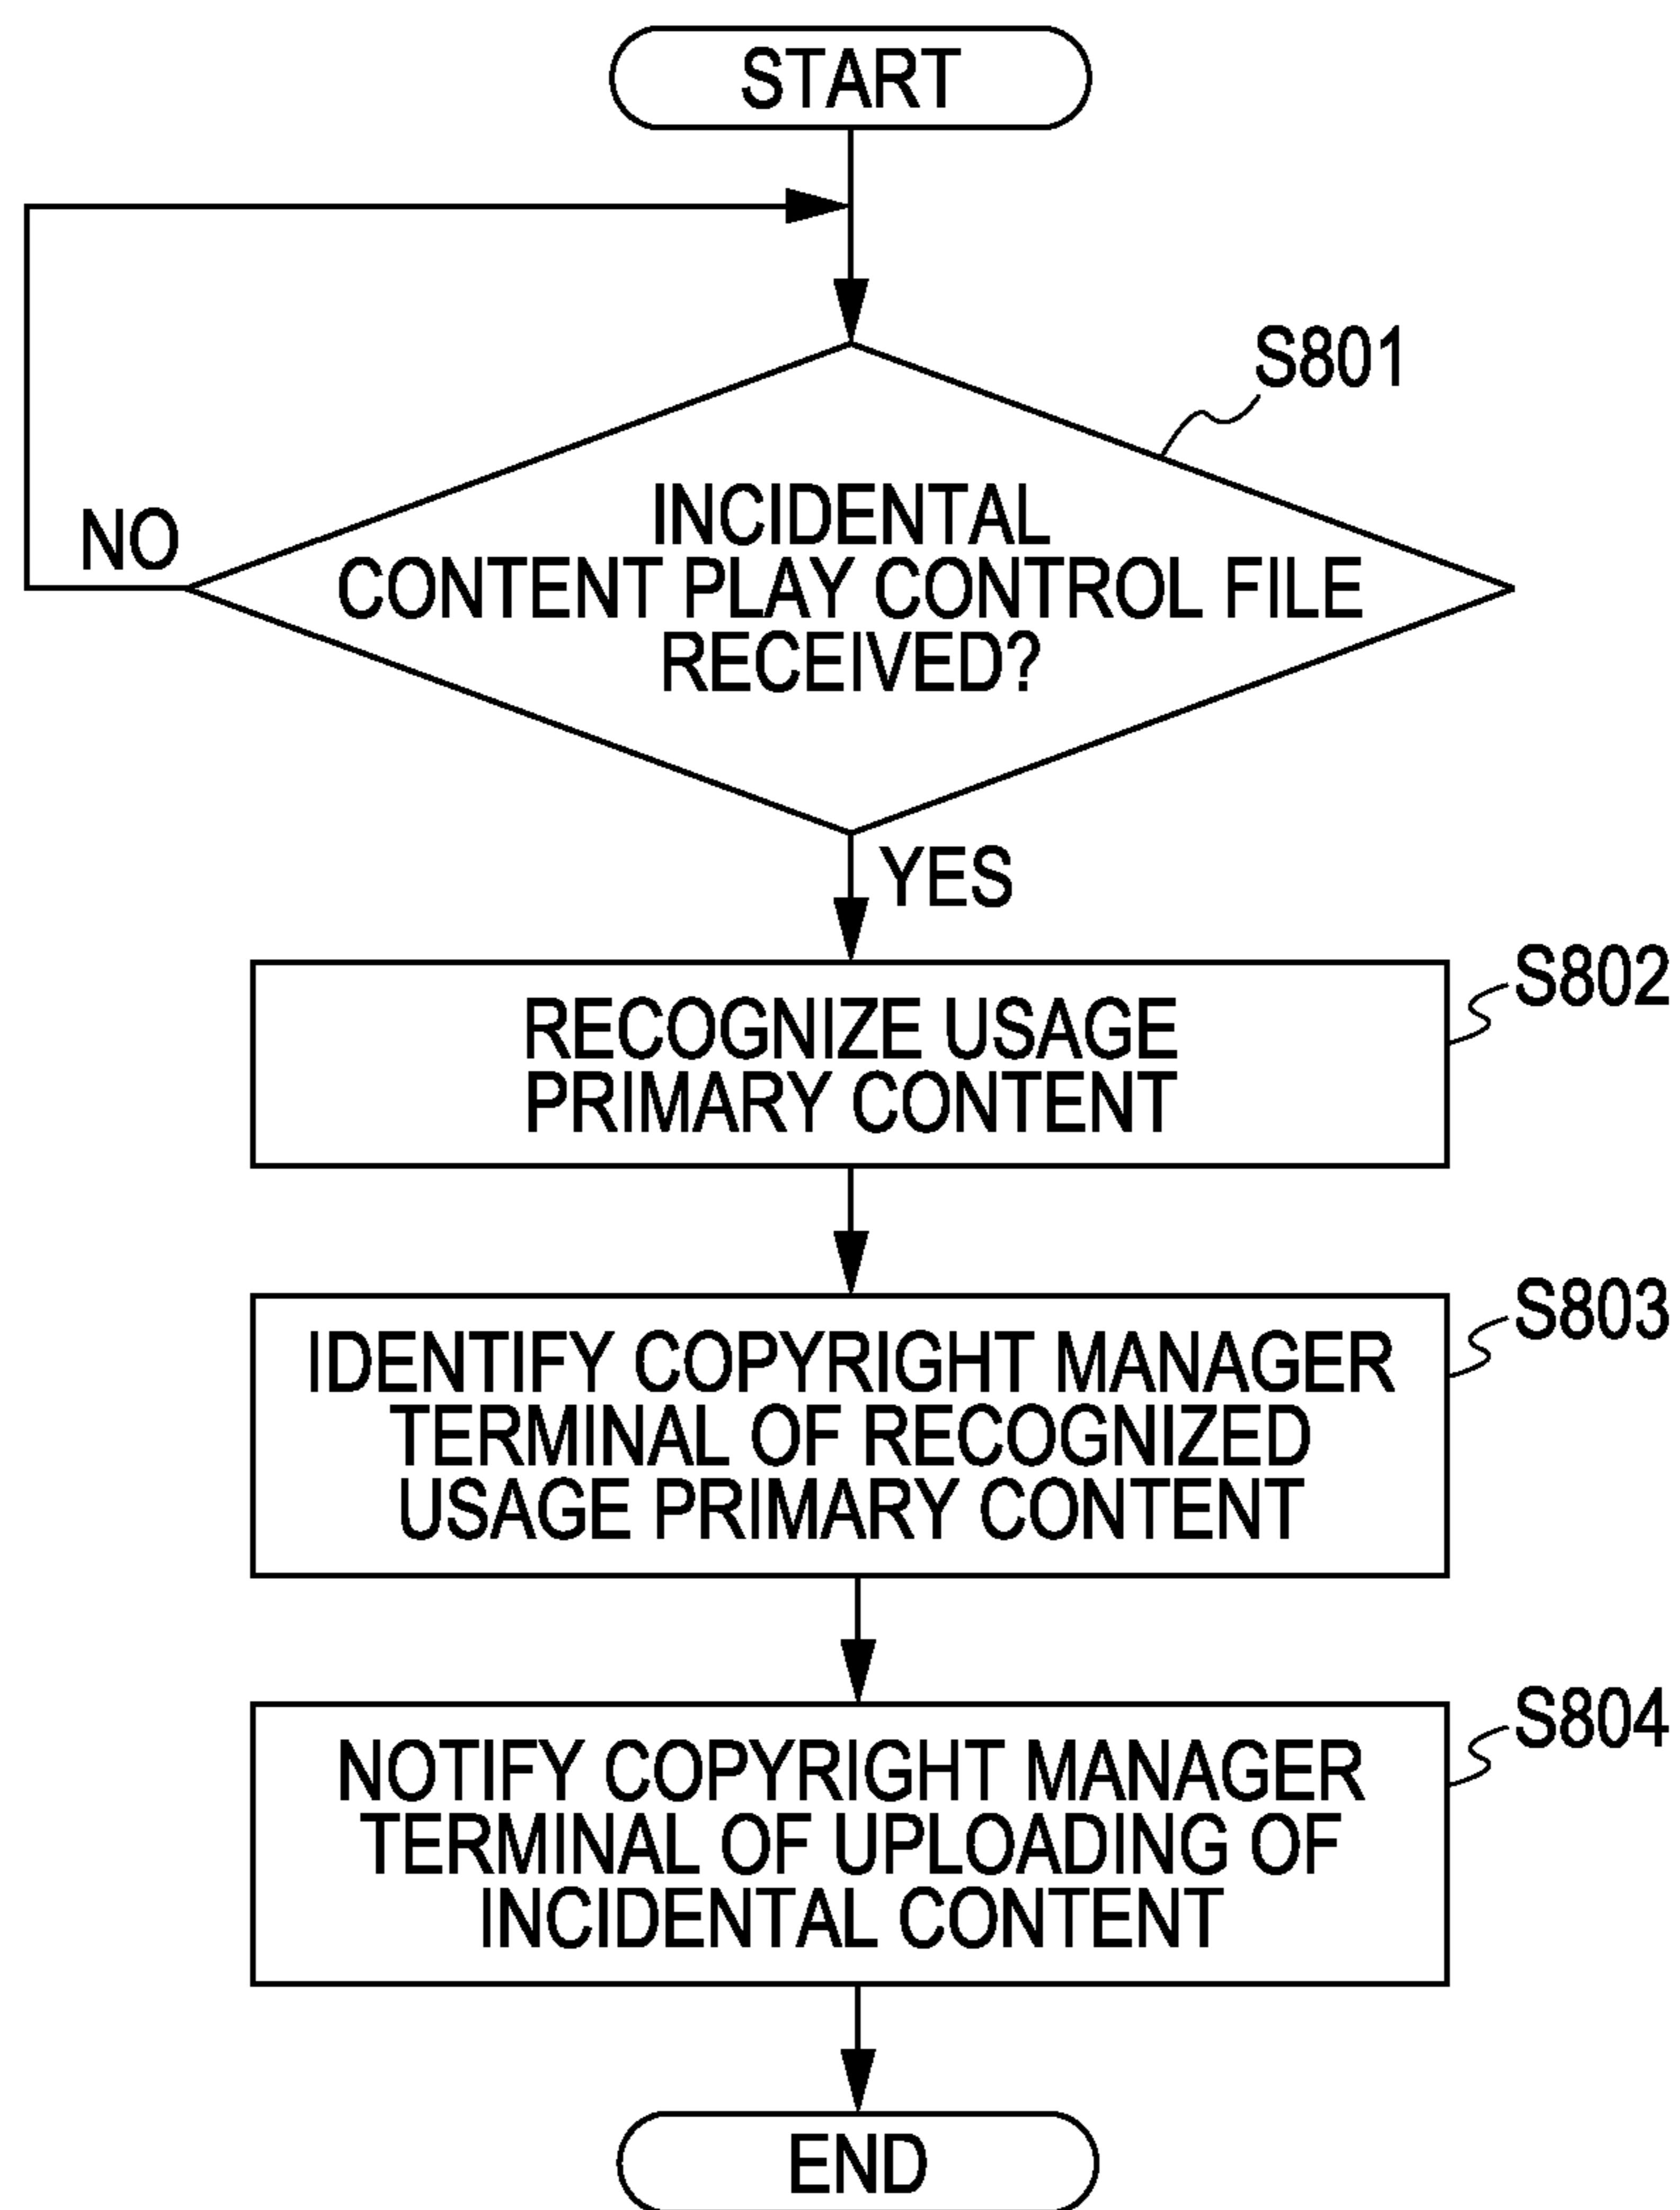 START
S801
INCIDENTAL
CONTENT PLAY CONTROL FILE
RECEIVED?
NO
YES
S802
RECOGNIZE USAGE
PRIMARY CONTENT
S803
IDENTIFY COPYRIGHT MANAGER
TERMINAL OF RECOGNIZED
USAGE PRIMARY CONTENT
S804
NOTIFY COPYRIGHT MANAGER
TERMINAL OF UPLOADING OF
INCIDENTAL CONTENT
END